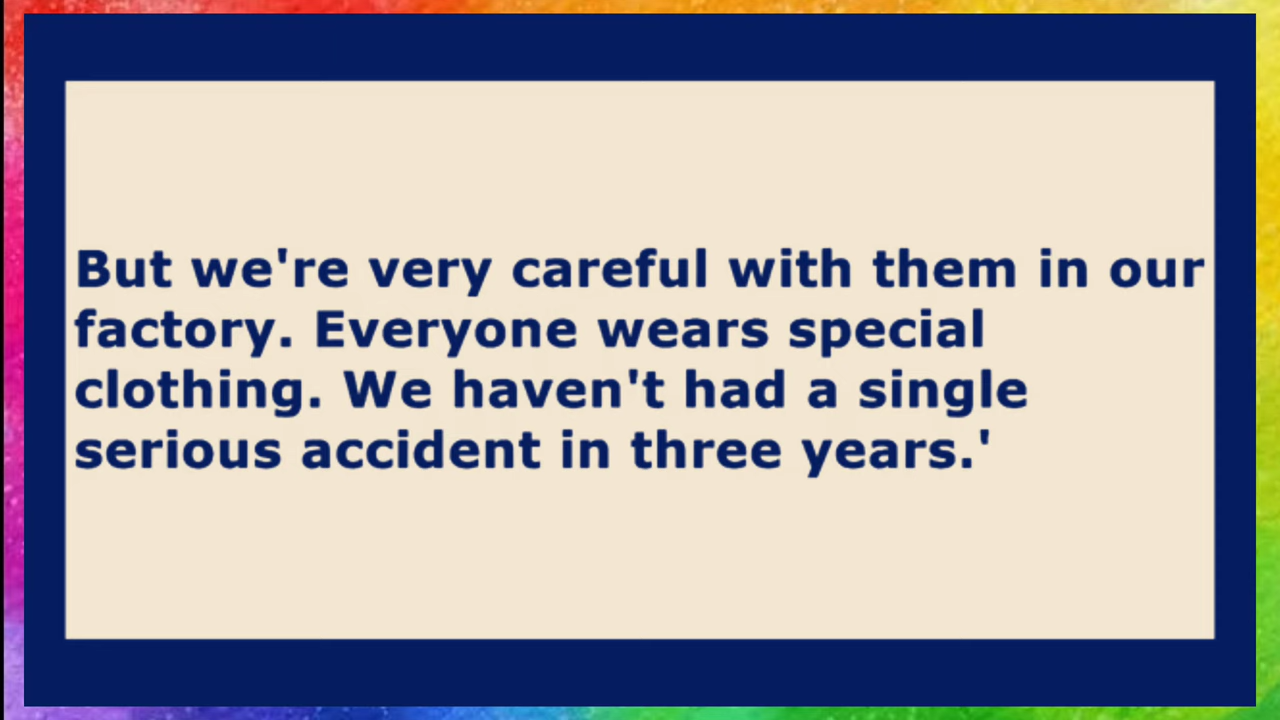 But we're very careful with them in our
factory. Everyone wears special
clothing. We haven't had a single
serious accident in three years.'